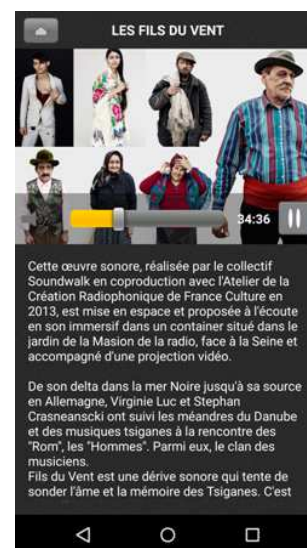 LES FILS DU VENT
34:36
Cette œuvre sonore, réalisée par le collectif
Soundwalk en coproduction avec l'Atelier de la
Création Radiophonique de France Culture en
2013, est mise en espace et proposée à l'écoute
en son immersif dans un container situé dans le
jardin de la Masion de la radio, face à la Seine et
accompagné d'une projection vidéo.
De son delta dans la mer Noire jusqu'à sa source
en Allemagne, Virginie Luc et Stephan
Crasneanscki ont suivi les méandres du Danube
et des musiques tsiganes à la rencontre des
"Rom", les "Hommes". Parmi eux, le clan des
musiciens.
Fils du Vent est une dérive sonore qui tente de
sonder l'âme et la mémoire des Tsiganes. C'est